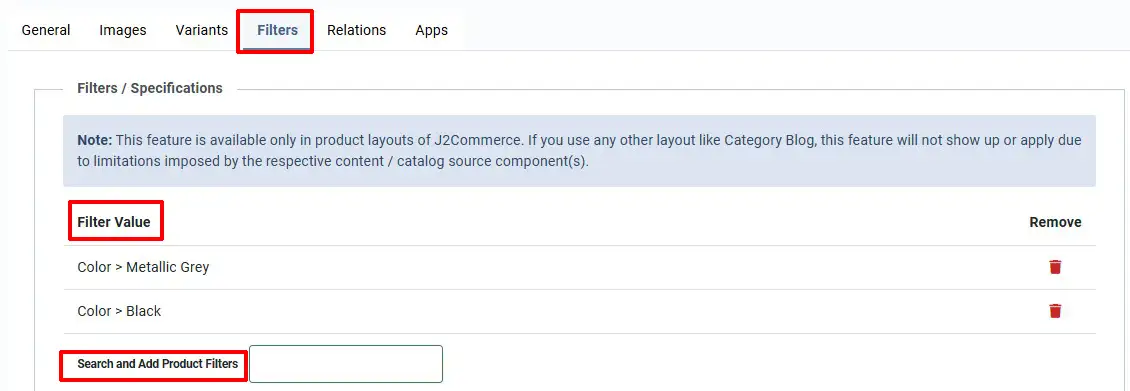 General Images Variants Filters Relations Apps
Filters / Specifications
Note: This feature is available only in product layouts of J2Commerce. If you use any other layout like Category Blog, this feature will not show up or apply due
to limitations imposed by the respective content / catalog source component(s).
Filter Value Remove
Color > Metallic Grey
Color > Black
Search and Add Product Filters